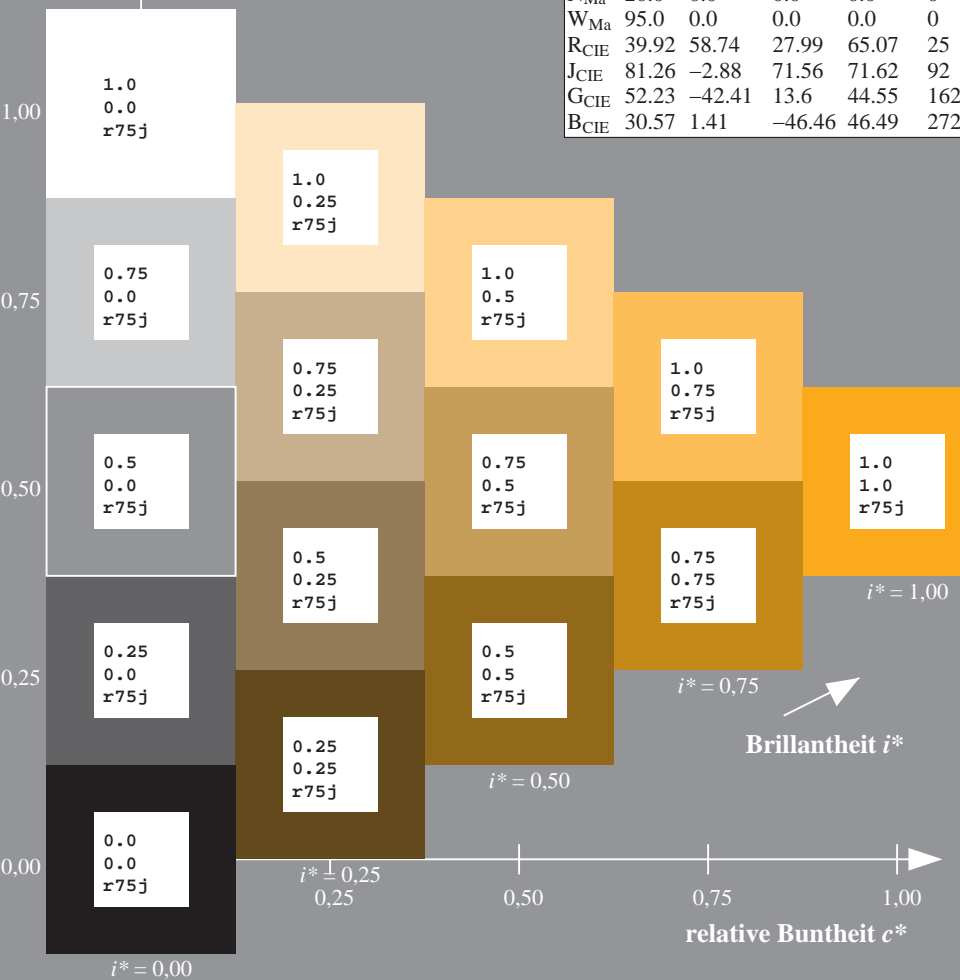 W_Ma 95.0 0.0 0.0 0.0 0
R_CIE 39.92 58.74 27.99 65.07 25
J_CIE 81.26 –2.88 71.56 71.62 92
G_CIE 52.23 –42.41 13.6 44.55 162
B_CIE 30.57 1.41 –46.46 46.49 272
1,00
0,75
0,50
0,25
0,00
1.0
0.0
r75j
0.75
0.0
r75j
0.5
0.0
r75j
0.25
0.0
r75j
0.0
0.0
r75j
i* = 0,00
1.0
0.25
r75j
0.75
0.25
r75j
0.5
0.25
r75j
0.25
0.25
r75j
i* = 0,25
1.0
0.5
r75j
0.75
0.5
r75j
0.5
0.5
r75j
i* = 0,50
1.0
0.75
r75j
0.75
0.75
r75j
i* = 0,75
1.0
1.0
r75j
i* = 1,00
Brillantheit i*
0,25 0,50 0,75 1,00
relative Buntheit c*